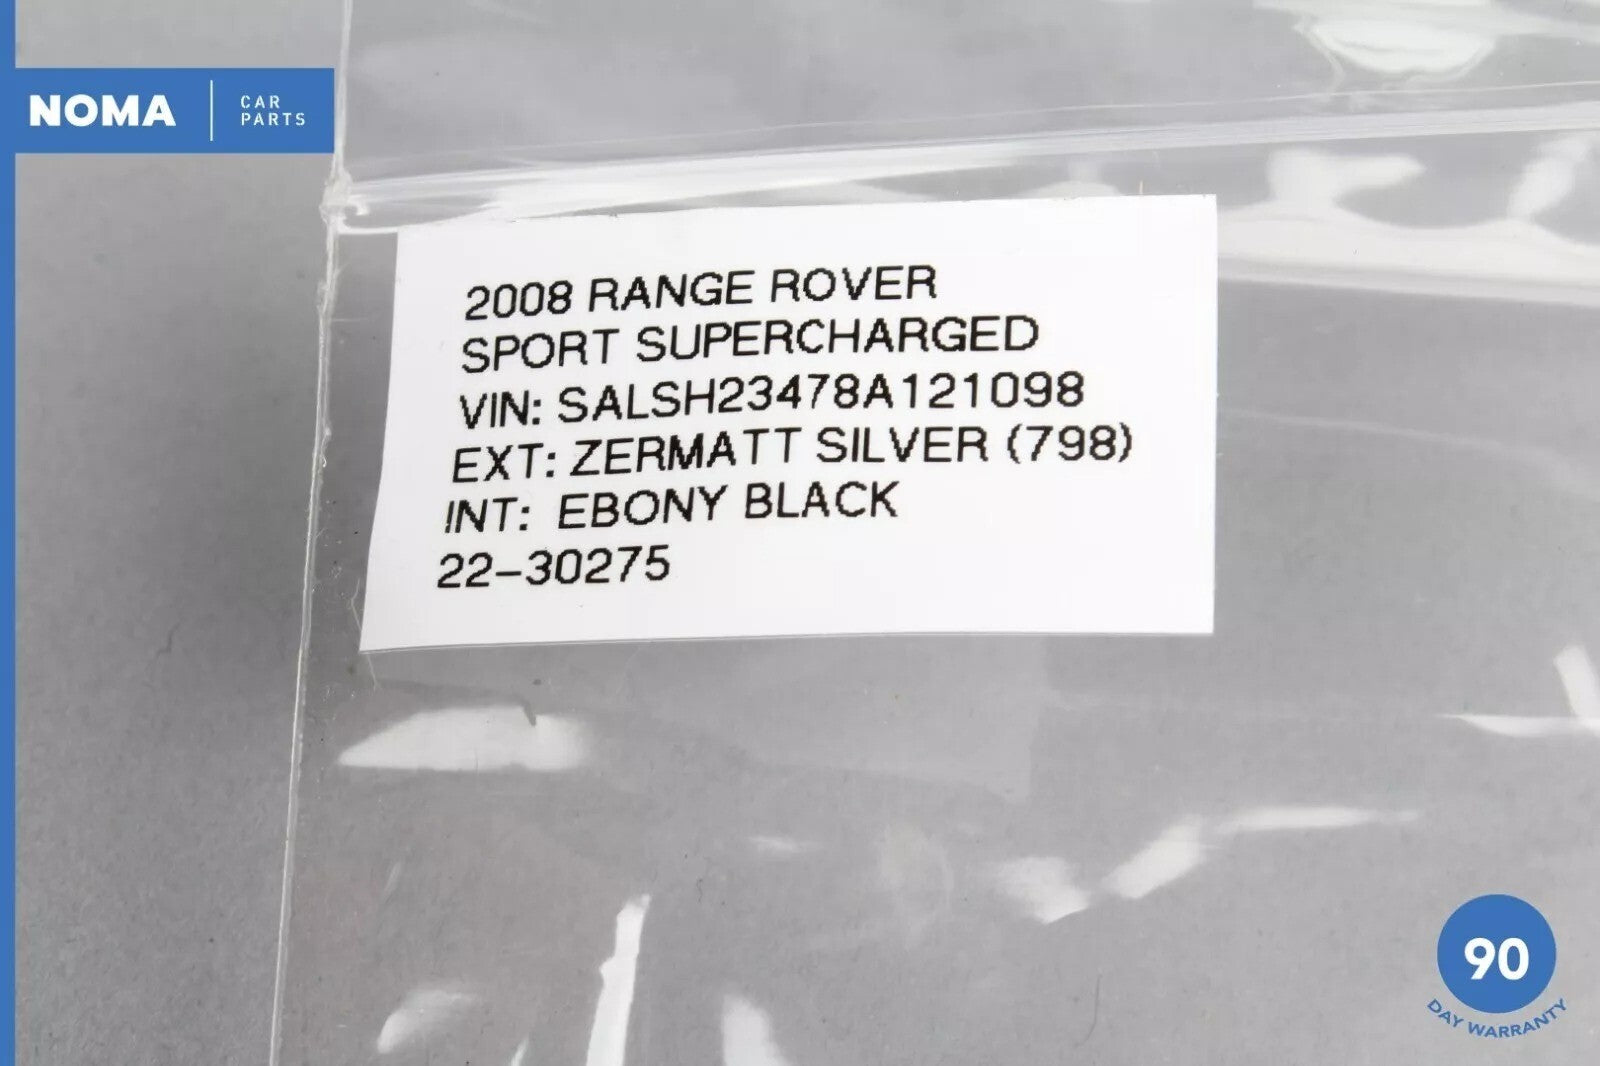 NOMA
CAR
PARTS
2008 RANGE ROVER
SPORT SUPERCHARGED
VIN: SALSH23478A121098
EXT: ZERMATT SILVER (798)
INT: EBONY BLACK
22-30275
90
DAY WARRANTY